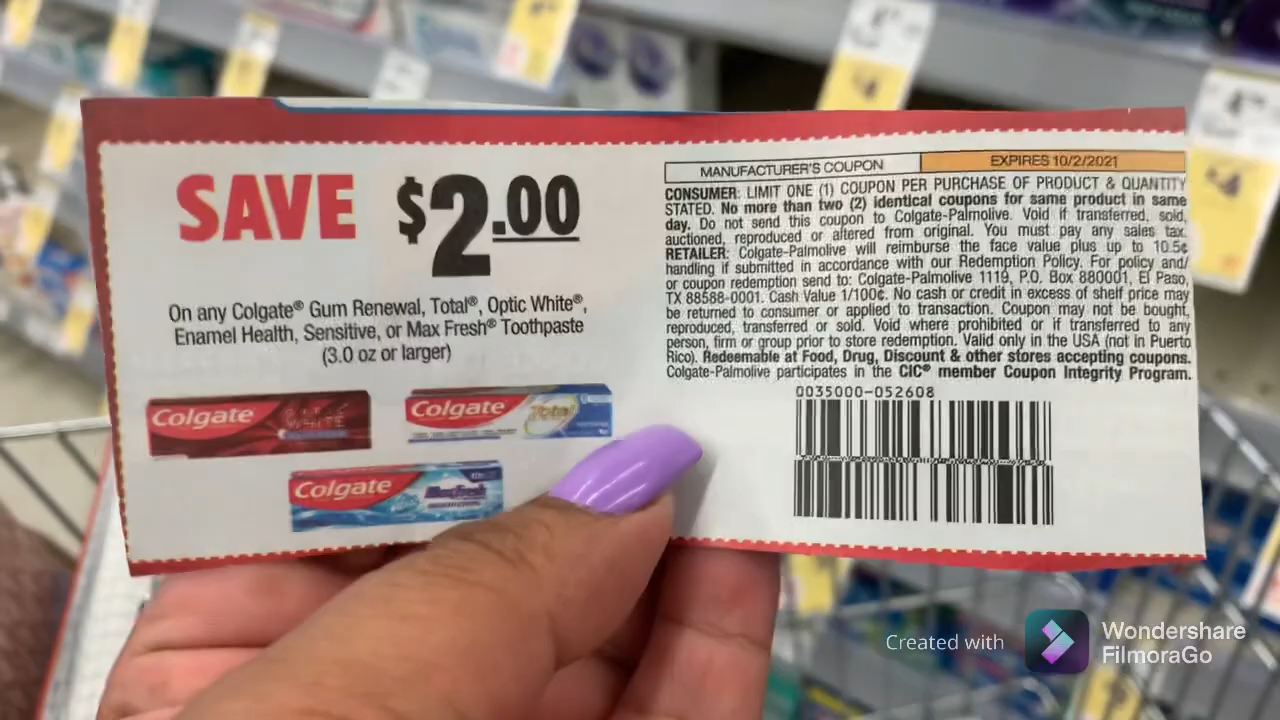 SAVE $2.00
On any Colgate® Gum Renewal, Total®, Optic White®,
Enamel Health, Sensitive, or Max Fresh® Toothpaste
(3.0 oz or larger)
Colgate
WHITE
Colgate Total
Colgate
MANUFACTURER'S COUPON EXPIRES 10/2/2021
CONSUMER: LIMIT ONE (1) COUPON PER PURCHASE OF PRODUCT & QUANTITY
STATED. No more than two (2) identical coupons for same product in same
day. Do not send this coupon to Colgate-Palmolive. Void if transferred, sold,
auctioned, reproduced or altered from original. You must pay any sales tax.
RETAILER: Colgate-Palmolive will reimburse the face value plus up to 10.5¢
handling if submitted in accordance with our Redemption Policy. For policy and/
or coupon redemption send to: Colgate-Palmolive 1119, P.O. Box 880001, El Paso,
TX 88588-0001. Cash Value 1/100¢. No cash or credit in excess of shelf price may
be returned to consumer or applied to transaction. Coupon may not be bought,
reproduced, transferred or sold. Void where prohibited or if transferred to any
person, firm or group prior to store redemption. Valid only in the USA (not in Puerto
Rico). Redeemable at Food, Drug, Discount & other stores accepting coupons.
Colgate-Palmolive participates in the CIC® member Coupon Integrity Program.
0035000-052608
Created with Wondershare
FilmoraGo